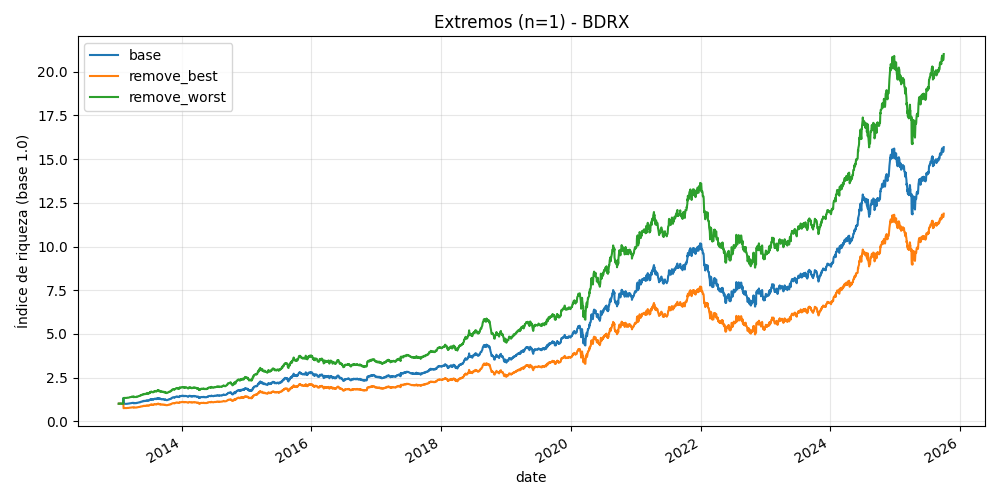 Extremos (n=1) - BDRX
base
remove_best
remove_worst
Índice de riqueza (base 1.0)
20.0
17.5
15.0
12.5
10.0
7.5
5.0
2.5
0.0
2014
2016
2018
2020
2022
2024
2026
date